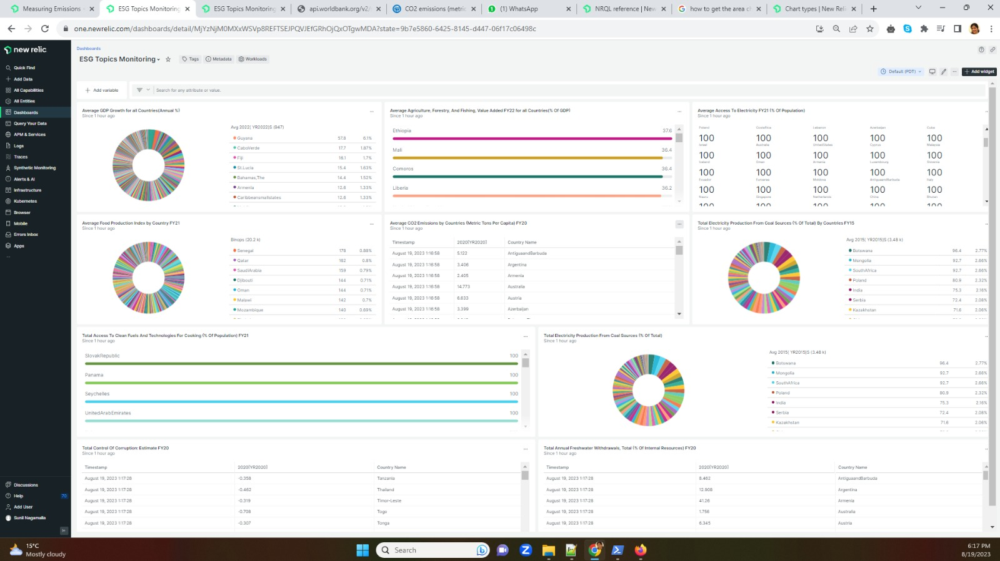 Measuring Emissions
ESG Topics Monitoring
ESG Topics Monitoring
api.worldbank.org/v2/
CO2 emissions (metric
(1) WhatsApp
NRQL reference | New
how to get the area ch
Chart types | New Reli
one.newrelic.com/dashboards/detail/MjYzNjM0MXxWSVp8REFTSEJPQVJEfGRhOjQxOTgwMDA?state=9b7e5860-6425-8145-d447-06f17c06498c
new relic
Quick Find
Add Data
All Capabilities
All Entities
Dashboards
Query Your Data
APM & Services
Logs
Traces
Synthetic Monitoring
Alerts & AI
Infrastructure
Kubernetes
Browser
Mobile
Errors Inbox
Apps
...
Discussions
Help 70
Add User
Sunil Nagamalla
Dashboards
ESG Topics Monitoring
Tags Metadata Workloads
Default (PDT) Add widget
Add variable Search for any attribute or value.
Average GDP Growth for all Countries(Annual %)
Since 1 hour ago
Avg 2022[ YR2022]S (947)
Guyana 57.8 6.1%
CaboVerde 17.7 1.87%
Fiji 16.1 1.7%
St.Lucia 15.4 1.63%
Bahamas,The 14.4 1.52%
Armenia 12.6 1.33%
Caribbeansmallstates 12.6 1.33%
Average Agriculture, Forestry, And Fishing, Value Added FY22 for all Countries(% Of GDP)
Since 1 hour ago
Ethiopia 37.6
Mali 36.4
Comoros 36.4
Liberia 36.2
Average Access To Electricity FY21 (% Of Population)
Since 1 hour ago
Poland CostaRica Lebanon Azerbaijan Cuba
100 100 100 100 100
Israel Australia UnitedStates Cyprus Malaysia
100 100 100 100 100
Iceland Oman Armenia Luxembourg Slovenia
100 100 100 100 100
Ecuador Euroarea Moldova AntiguaandBarbuda Italy
100 100 100 100 100
Nauru Singapore Netherlands China Bhutan
100 100 100 100 100
Average Food Production Index by Country FY21
Since 1 hour ago
Binops (20.2 k)
Senegal 178 0.88%
Qatar 162 0.8%
SaudiArabia 159 0.79%
Djibouti 144 0.71%
Oman 144 0.71%
Malawi 142 0.7%
Mozambique 140 0.69%
Average CO2 Emissions by Countries (Metric Tons Per Capita) FY20
Since 1 hour ago
Timestamp 2020[YR2020] Country Name
August 19, 2023 1:16:58 5.122 AntiguaandBarbuda
August 19, 2023 1:16:58 3.406 Argentina
August 19, 2023 1:16:58 2.405 Armenia
August 19, 2023 1:16:58 14.773 Australia
August 19, 2023 1:16:58 6.633 Austria
August 19, 2023 1:16:58 3.399 Azerbaijan
Total Electricity Production From Coal Sources (% Of Total) By Countries FY15
Since 1 hour ago
Avg 2015[ YR2015]S (3.48 k)
Botswana 96.4 2.77%
Mongolia 92.7 2.66%
SouthAfrica 92.7 2.66%
Poland 80.9 2.32%
India 75.3 2.16%
Serbia 72.4 2.08%
Kazakhstan 71.6 2.06%
Total Access To Clean Fuels And Technologies For Cooking (% Of Population) FY21
Since 1 hour ago
SlovakRepublic 100
Panama 100
Seychelles 100
UnitedArabEmirates 100
Total Electricity Production From Coal Sources (% Of Total)
Since 1 hour ago
Avg 2015[ YR2015]S (3.48 k)
Botswana 96.4 2.77%
Mongolia 92.7 2.66%
SouthAfrica 92.7 2.66%
Poland 80.9 2.32%
India 75.3 2.16%
Serbia 72.4 2.08%
Kazakhstan 71.6 2.06%
Total Control Of Corruption: Estimate FY20
Since 1 hour ago
Timestamp 2020[YR2020] Country Name
August 19, 2023 1:17:28 -0.358 Tanzania
August 19, 2023 1:17:28 -0.462 Thailand
August 19, 2023 1:17:28 -0.319 Timor-Leste
August 19, 2023 1:17:28 -0.708 Togo
August 19, 2023 1:17:28 -0.307 Tonga
Total Annual Freshwater Withdrawals, Total (% Of Internal Resources) FY20
Since 1 hour ago
Timestamp 2020[YR2020] Country Name
August 19, 2023 1:17:28 8.462 AntiguaandBarbuda
August 19, 2023 1:17:28 12.908 Argentina
August 19, 2023 1:17:28 41.26 Armenia
August 19, 2023 1:17:28 1.756 Australia
August 19, 2023 1:17:28 6.345 Austria
15°C
Mostly cloudy
Search
6:17 PM
8/19/2023